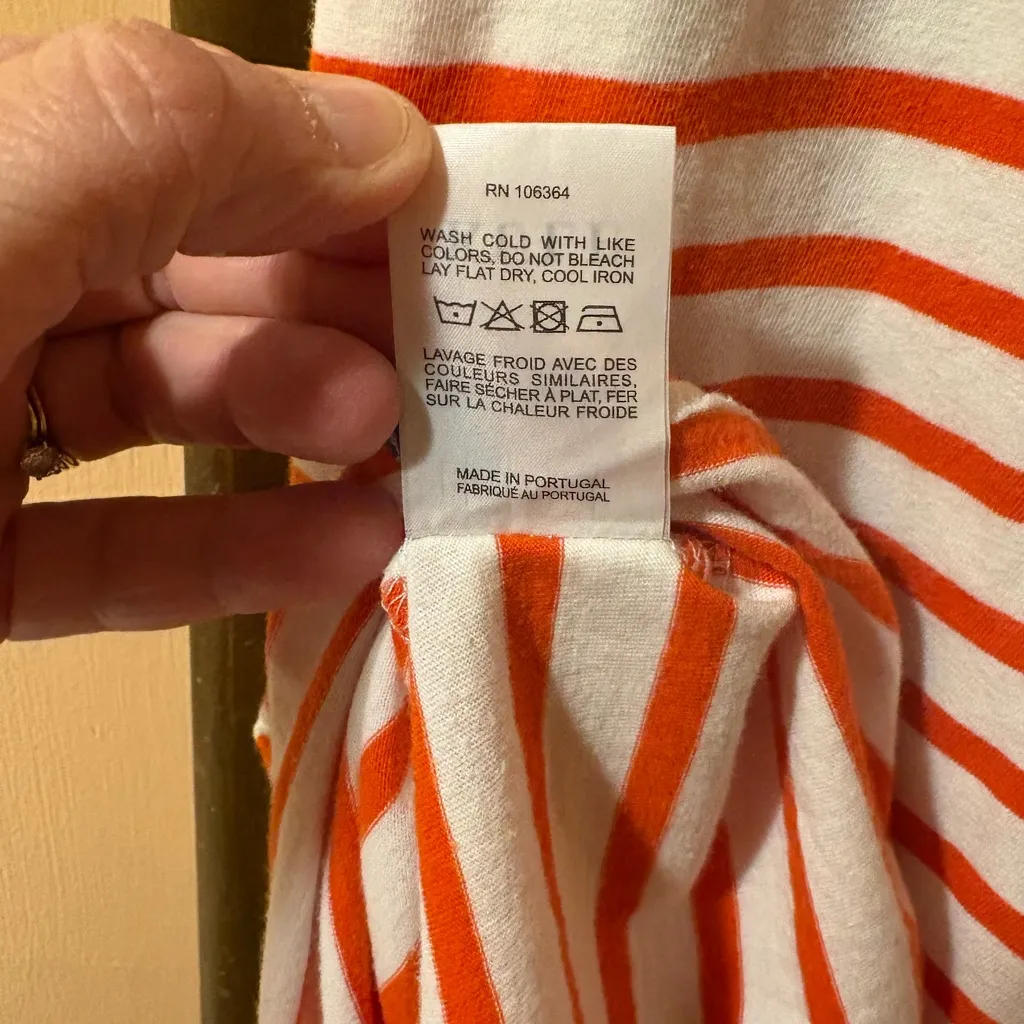 RN 106364
WASH COLD WITH LIKE
COLORS, DO NOT BLEACH
LAY FLAT DRY, COOL IRON
LAVAGE FROID AVEC DES
COULEURS SIMILAIRES,
FAIRE SÉCHER À PLAT, FER
SUR LA CHALEUR FROIDE
MADE IN PORTUGAL
FABRIQUÉ AU PORTUGAL